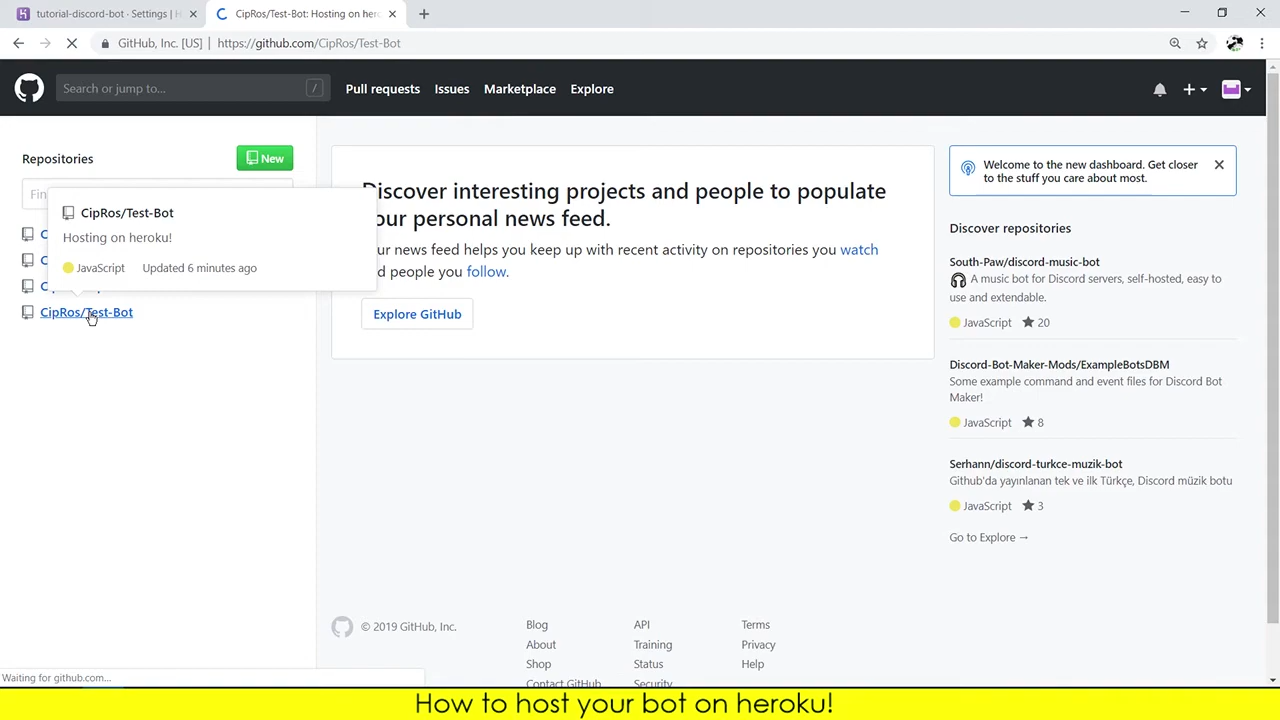 tutorial-discord-bot · Settings | H
CipRos/Test-Bot: Hosting on hero
GitHub, Inc. [US] | https://github.com/CipRos/Test-Bot
Search or jump to... /
Pull requests
Issues
Marketplace
Explore
Repositories
New
Fin
CipRos/Test-Bot
Hosting on heroku!
JavaScript Updated 6 minutes ago
C
C
CipRos/Test-Bot
Discover interesting projects and people to populate
our personal news feed.
ur news feed helps you keep up with recent activity on repositories you watch
d people you follow.
Explore GitHub
Welcome to the new dashboard. Get closer
to the stuff you care about most.
Discover repositories
South-Paw/discord-music-bot
A music bot for Discord servers, self-hosted, easy to
use and extendable.
JavaScript 20
Discord-Bot-Maker-Mods/ExampleBotsDBM
Some example command and event files for Discord Bot
Maker!
JavaScript 8
Serhann/discord-turkce-muzik-bot
Github'da yayınlanan tek ve ilk Türkçe, Discord müzik botu
JavaScript 3
Go to Explore →
© 2019 GitHub, Inc.
Blog
About
Shop
Contact GitHub
API
Training
Status
Security
Terms
Privacy
Help
Waiting for github.com...
How to host your bot on heroku!